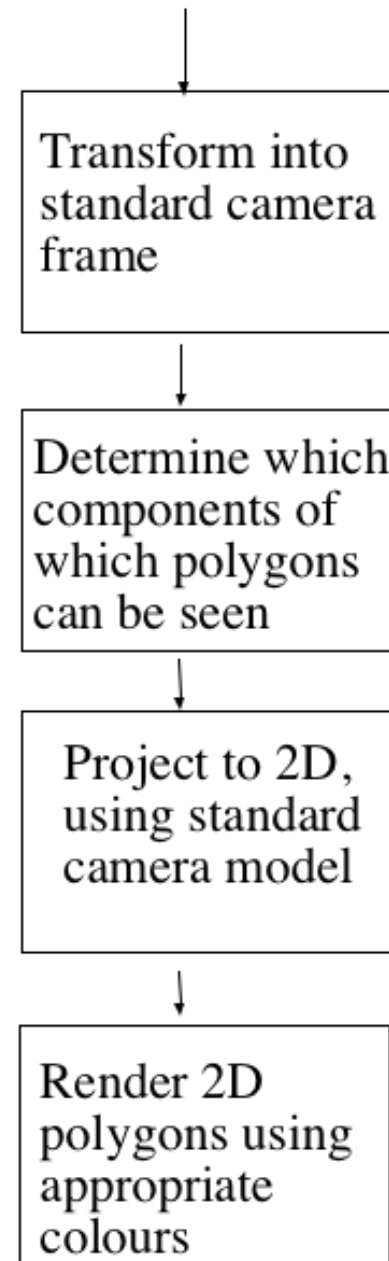 Transform into
standard camera
frame
Determine which
components of
which polygons
can be seen
Project to 2D,
using standard
camera model
Render 2D
polygons using
appropriate
colours